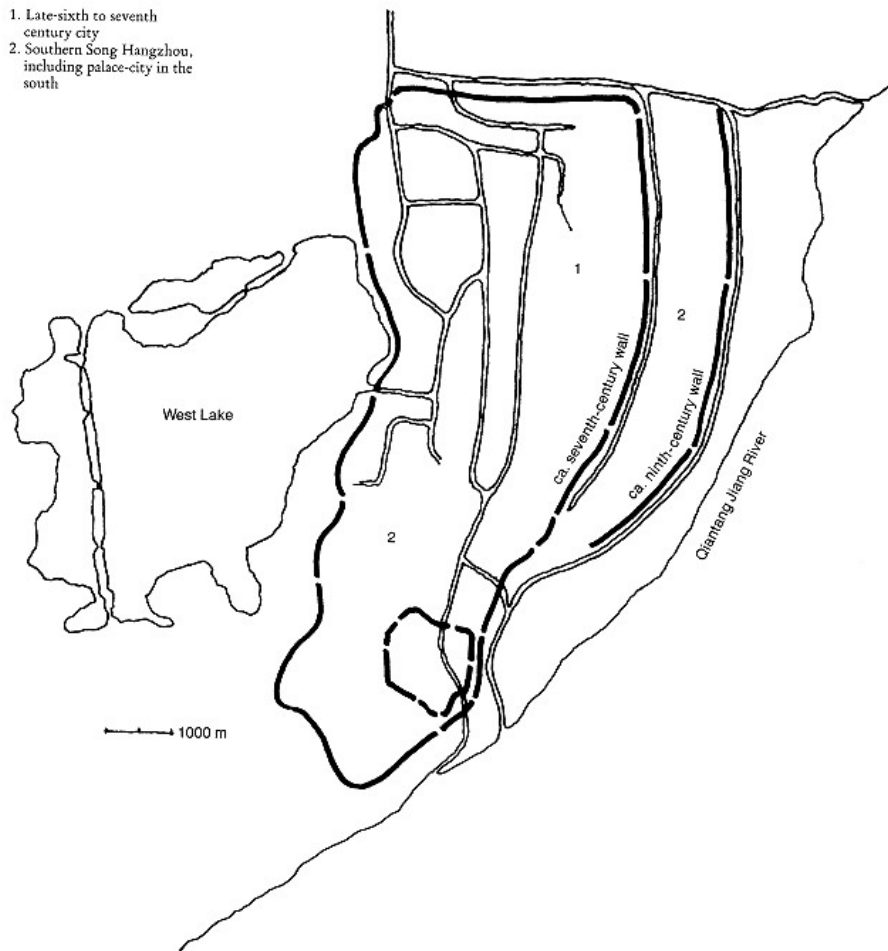 1. Late-sixth to seventh
century city
2. Southern Song Hangzhou,
including palace-city in the
south
1
2
West Lake
ca. seventh-century wall
ca. ninth-century wall
Qiantang Jiang River
2
1000 m